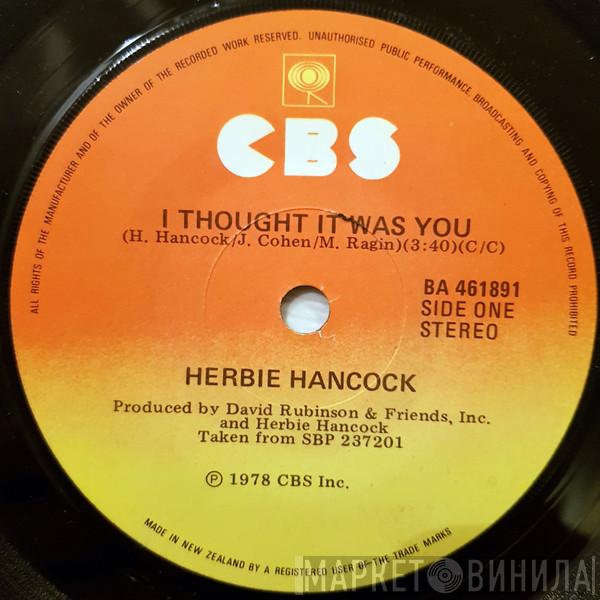 ALL RIGHTS OF THE MANUFACTURER AND OF THE OWNER OF THE RECORDED WORK RESERVED. UNAUTHORISED PUBLIC PERFORMANCE, BROADCASTING AND COPYING OF THIS RECORD PROHIBITED
CBS
I THOUGHT IT WAS YOU
(H. Hancock/J. Cohen/M. Ragin)(3:40)(C/C)
BA 461891
SIDE ONE
STEREO
HERBIE HANCOCK
Produced by David Rubinson & Friends, Inc.
and Herbie Hancock
Taken from SBP 237201
℗ 1978 CBS Inc.
MADE IN NEW ZEALAND BY A REGISTERED USER OF THE TRADE MARKS
МАРКЕТ ВИНИЛА